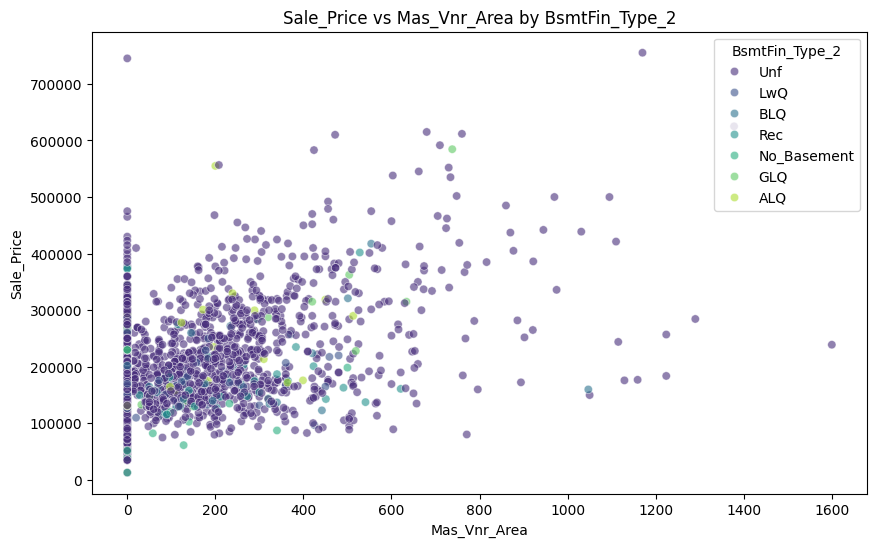 Sale_Price vs Mas_Vnr_Area by BsmtFin_Type_2
BsmtFin_Type_2
Unf
LwQ
BLQ
Rec
No_Basement
GLQ
ALQ
Sale_Price
700000
600000
500000
400000
300000
200000
100000
0
0 200 400 600 800 1000 1200 1400 1600
Mas_Vnr_Area